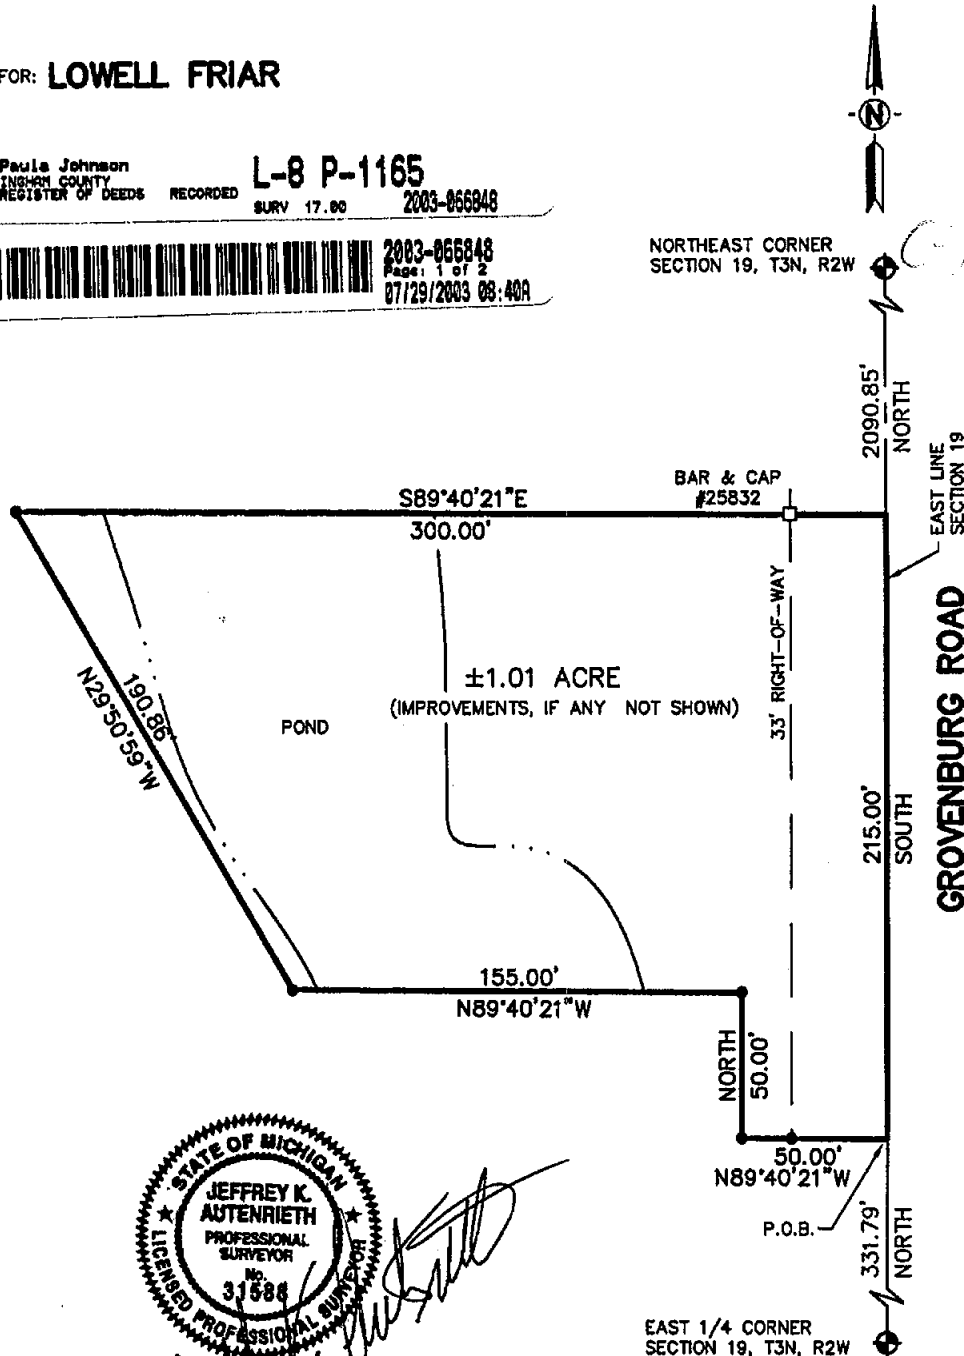 FOR: LOWELL FRIAR
Paula Johnson
INGHAM COUNTY
REGISTER OF DEEDS RECORDED
L-8 P-1165
SURV 17.00 2003-066848
2003-066848
Page: 1 of 2
07/29/2003 08:40A
N
NORTHEAST CORNER
SECTION 19, T3N, R2W
2090.85'
NORTH
EAST LINE
SECTION 19
BAR & CAP
#25832
S89°40'21"E
300.00'
33' RIGHT-OF-WAY
±1.01 ACRE
(IMPROVEMENTS, IF ANY NOT SHOWN)
POND
190.86'
N29°50'59"W
GROVENBURG ROAD
215.00'
SOUTH
155.00'
N89°40'21"W
NORTH
50.00'
50.00'
N89°40'21"W
P.O.B.
331.79'
NORTH
EAST 1/4 CORNER
SECTION 19, T3N, R2W
STATE OF MICHIGAN
JEFFREY K.
AUTENRIETH
PROFESSIONAL
SURVEYOR
No.
31588
LICENSED PROFESSIONAL SURVEYOR